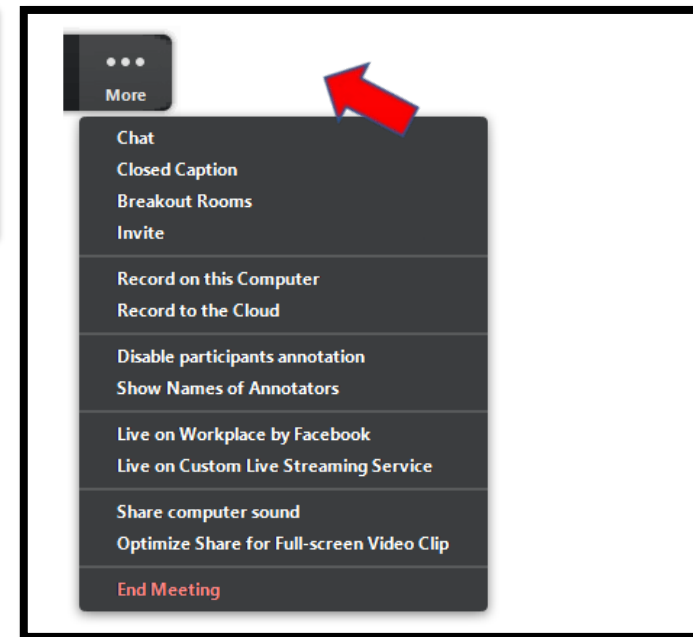 More
Chat
Closed Caption
Breakout Rooms
Invite
Record on this Computer
Record to the Cloud
Disable participants annotation
Show Names of Annotators
Live on Workplace by Facebook
Live on Custom Live Streaming Service
Share computer sound
Optimize Share for Full-screen Video Clip
End Meeting